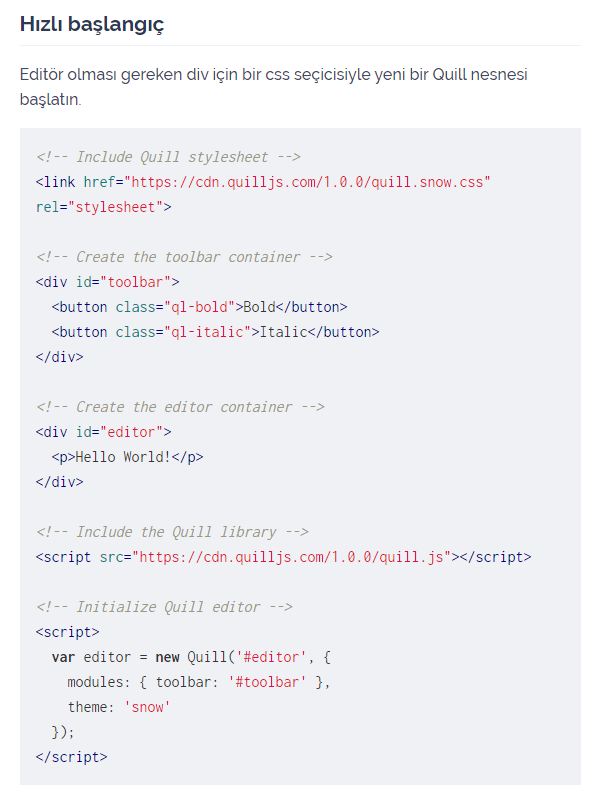 Hızlı başlangıç
Editör olması gereken div için bir css seçicisiyle yeni bir Quill nesnesi
başlatın.
<!-- Include Quill stylesheet -->
<link href="https://cdn.quilljs.com/1.0.0/quill.snow.css"
rel="stylesheet">
<!-- Create the toolbar container -->
<div id="toolbar">
  <button class="ql-bold">Bold</button>
  <button class="ql-italic">Italic</button>
</div>
<!-- Create the editor container -->
<div id="editor">
  <p>Hello World!</p>
</div>
<!-- Include the Quill library -->
<script src="https://cdn.quilljs.com/1.0.0/quill.js"></script>
<!-- Initialize Quill editor -->
<script>
  var editor = new Quill('#editor', {
    modules: { toolbar: '#toolbar' },
    theme: 'snow'
  });
</script>